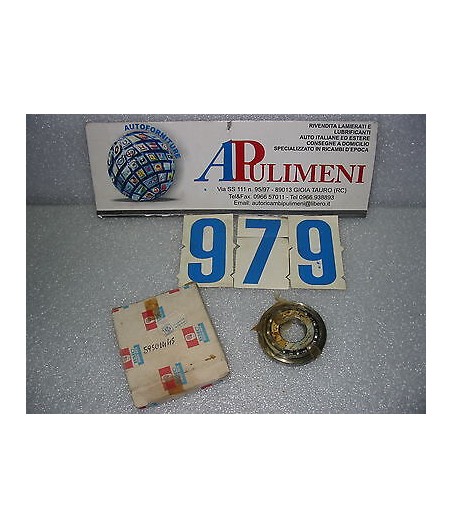 AUTOFORNITURE
APULIMENI
RIVENDITA LAMIERATI E
LUBRIFICANTI
AUTO ITALIANE ED ESTERE
CONSEGNE A DOMICILIO
SPECIALIZZATO IN RICAMBI D'EPOCA
Via SS 111 n. 95/97 - 89013 GIOIA TAURO (RC)
Tel&Fax. 0966 57011 - Tel 0966.938893
Email: autoricambipulimeni@libero.it
979